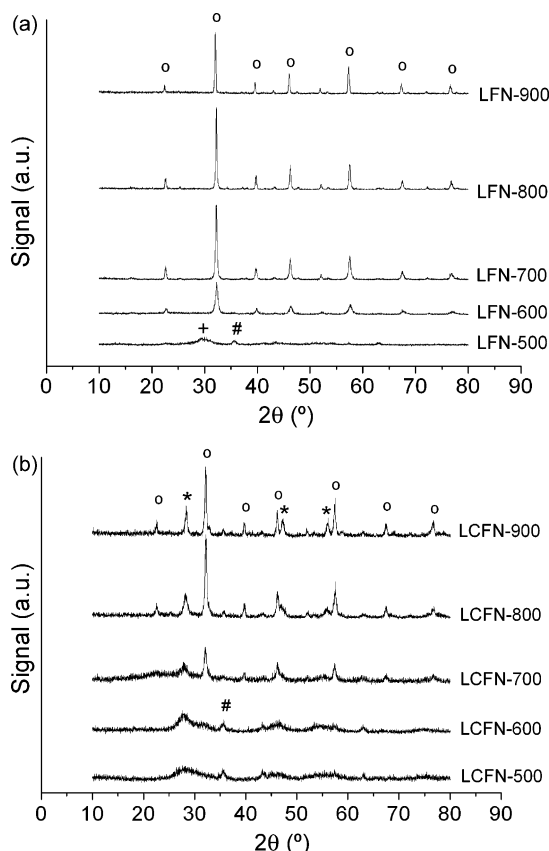 (a)
Signal (a.u.)
o o o o o o o
LFN-900
LFN-800
LFN-700
LFN-600
+ #
LFN-500
0 10 20 30 40 50 60 70 80 90
2θ (º)
(b)
Signal (a.u.)
o * o o o * * o o o
LCFN-900
LCFN-800
LCFN-700
#
LCFN-600
LCFN-500
0 10 20 30 40 50 60 70 80 90
2θ (º)